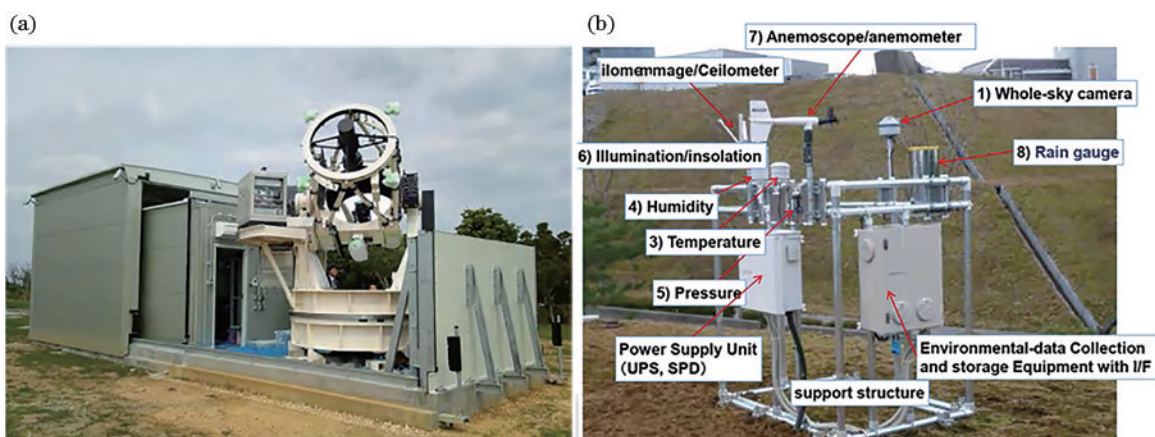 (a)
(b)
7) Anemoscope/anemometer
ilomemmage/Ceilometer
1) Whole-sky camera
6) Illumination/insolation
8) Rain gauge
4) Humidity
3) Temperature
5) Pressure
Power Supply Unit
(UPS, SPD)
Environmental-data Collection
and storage Equipment with I/F
support structure